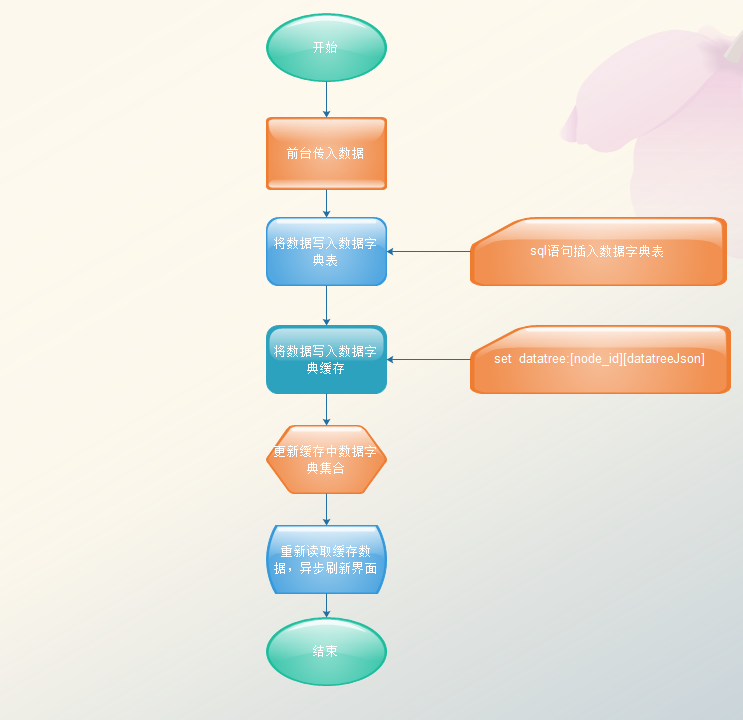 开始
前台传入数据
将数据写入数据字
典表
sql语句插入数据字典表
将数据写入数据字
典缓存
set datatree:[node_id][datatreeJson]
更新缓存中数据字
典集合
重新读取缓存数
据，异步刷新界面
结束